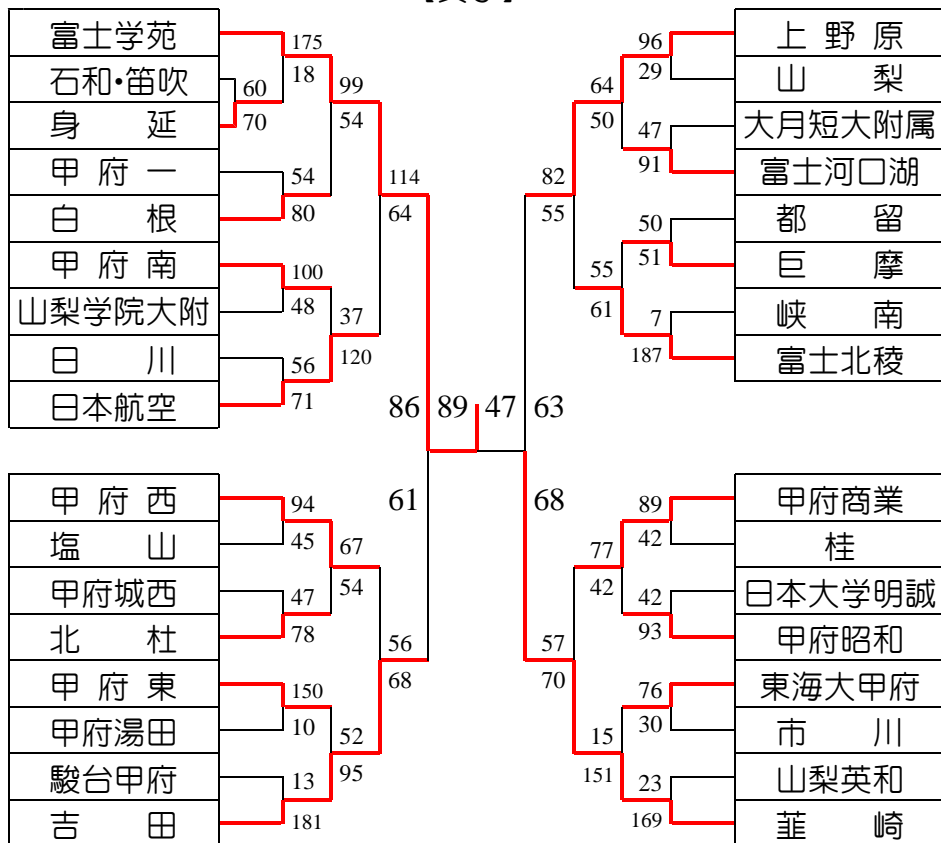 富士学苑
石和・笛吹
身 延
甲 府 一
白 根
甲 府 南
山梨学院大附
日 川
日本航空
175
18
60
70
99
54
54
80
114
64
100
48
37
120
56
71
甲 府 西
塩 山
甲府城西
北 杜
甲 府 東
甲府湯田
駿台甲府
吉 田
94
45
67
54
47
78
56
68
150
10
52
95
13
181
86
61
89
47
63
68
上 野 原
山 梨
大月短大附属
富士河口湖
都 留
巨 摩
峡 南
富士北稜
96
29
64
50
47
91
82
55
50
51
55
61
7
187
甲府商業
桂
日本大学明誠
甲府昭和
東海大甲府
市 川
山梨英和
韮 崎
89
42
77
42
42
93
57
70
76
30
15
151
23
169